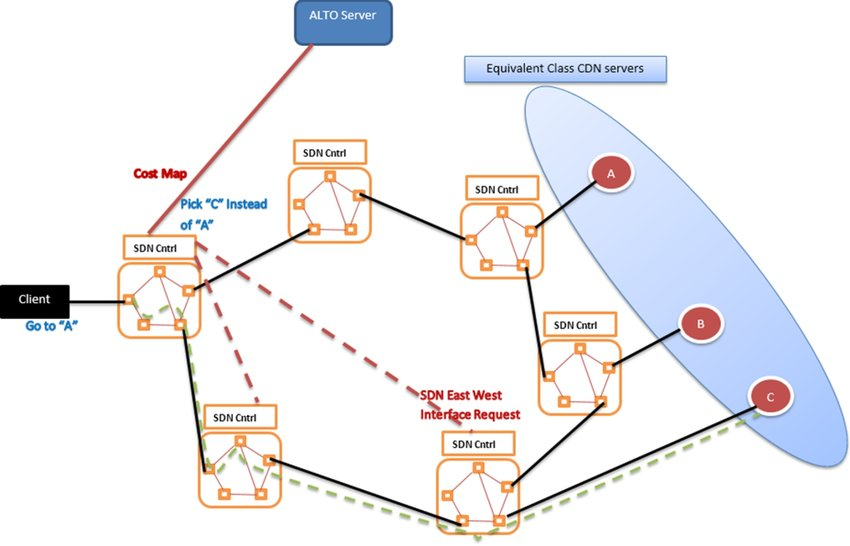 ALTO Server
Equivalent Class CDN servers
SDN Cntrl
Cost Map
A
SDN Cntrl
Pick “C” Instead
of “A”
SDN Cntrl
Client
Go to “A”
SDN Cntrl
B
SDN East West
Interface Request
C
SDN Cntrl
SDN Cntrl